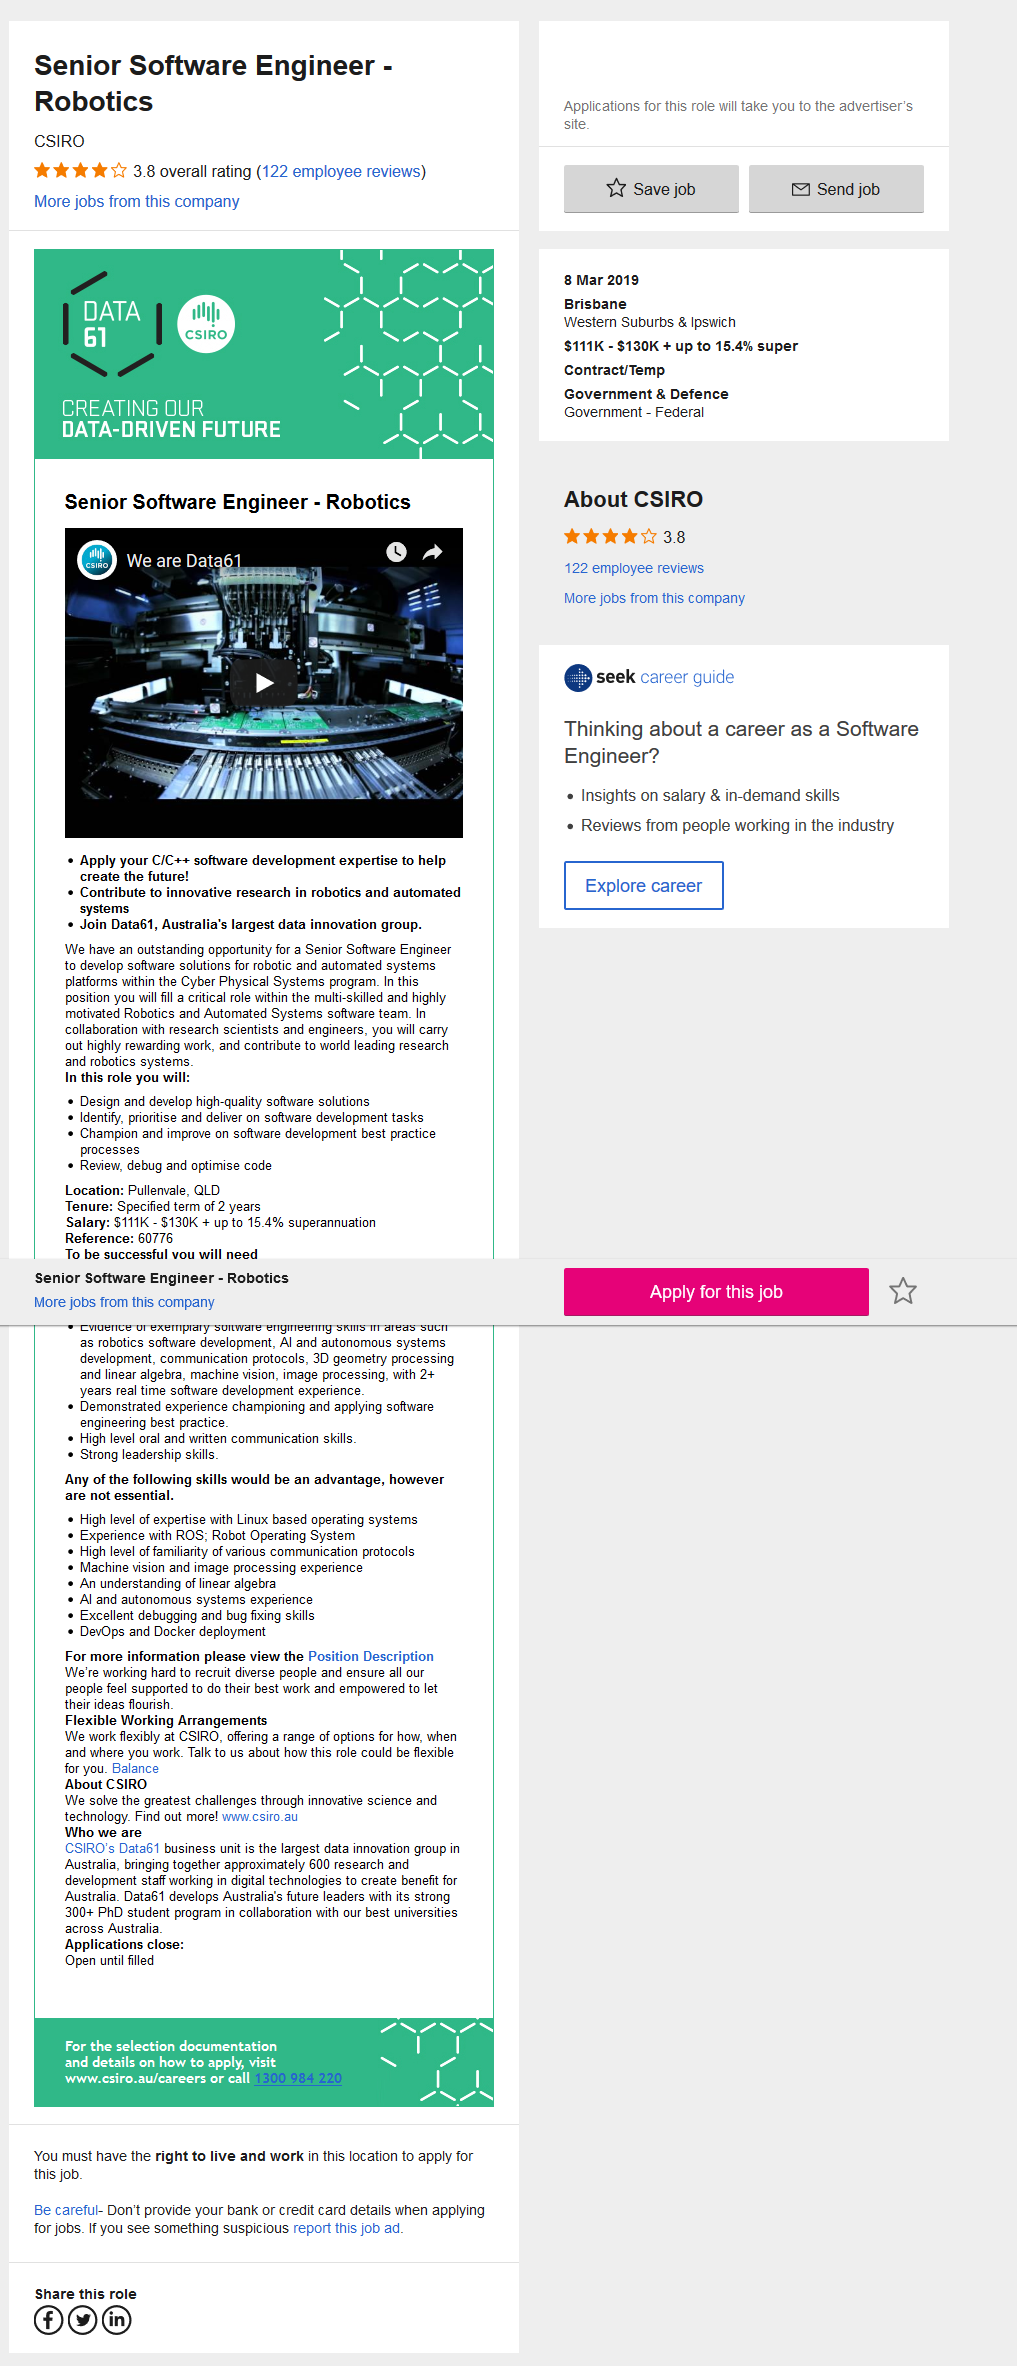 Senior Software Engineer -
Robotics
CSIRO
3.8 overall rating (122 employee reviews)
More jobs from this company
DATA
61
CSIRO
CREATING OUR
DATA-DRIVEN FUTURE
Senior Software Engineer - Robotics
CSIRO
We are Data61
Apply your C/C++ software development expertise to help
create the future!
Contribute to innovative research in robotics and automated
systems
Join Data61, Australia's largest data innovation group.
We have an outstanding opportunity for a Senior Software Engineer
to develop software solutions for robotic and automated systems
platforms within the Cyber Physical Systems program. In this
position you will fill a critical role within the multi-skilled and highly
motivated Robotics and Automated Systems software team. In
collaboration with research scientists and engineers, you will carry
out highly rewarding work, and contribute to world leading research
and robotics systems.
In this role you will:
Design and develop high-quality software solutions
Identify, prioritise and deliver on software development tasks
Champion and improve on software development best practice
processes
Review, debug and optimise code
Location: Pullenvale, QLD
Tenure: Specified term of 2 years
Salary: $111K - $130K + up to 15.4% superannuation
Reference: 60776
To be successful you will need
Senior Software Engineer - Robotics
More jobs from this company
Apply for this job
Evidence of exemplary software engineering skills in areas such
as robotics software development, AI and autonomous systems
development, communication protocols, 3D geometry processing
and linear algebra, machine vision, image processing, with 2+
years real time software development experience.
Demonstrated experience championing and applying software
engineering best practice.
High level oral and written communication skills.
Strong leadership skills.
Any of the following skills would be an advantage, however
are not essential.
High level of expertise with Linux based operating systems
Experience with ROS; Robot Operating System
High level of familiarity of various communication protocols
Machine vision and image processing experience
An understanding of linear algebra
AI and autonomous systems experience
Excellent debugging and bug fixing skills
DevOps and Docker deployment
For more information please view the Position Description
We're working hard to recruit diverse people and ensure all our
people feel supported to do their best work and empowered to let
their ideas flourish.
Flexible Working Arrangements
We work flexibly at CSIRO, offering a range of options for how, when
and where you work. Talk to us about how this role could be flexible
for you. Balance
About CSIRO
We solve the greatest challenges through innovative science and
technology. Find out more! www.csiro.au
Who we are
CSIRO's Data61 business unit is the largest data innovation group in
Australia, bringing together approximately 600 research and
development staff working in digital technologies to create benefit for
Australia. Data61 develops Australia's future leaders with its strong
300+ PhD student program in collaboration with our best universities
across Australia.
Applications close:
Open until filled
For the selection documentation
and details on how to apply, visit
www.csiro.au/careers or call 1300 984 220
You must have the right to live and work in this location to apply for
this job.
Be careful- Don't provide your bank or credit card details when applying
for jobs. If you see something suspicious report this job ad.
Share this role
Applications for this role will take you to the advertiser's
site.
Save job
Send job
8 Mar 2019
Brisbane
Western Suburbs & Ipswich
$111K - $130K + up to 15.4% super
Contract/Temp
Government & Defence
Government - Federal
About CSIRO
3.8
122 employee reviews
More jobs from this company
seek career guide
Thinking about a career as a Software
Engineer?
Insights on salary & in-demand skills
Reviews from people working in the industry
Explore career